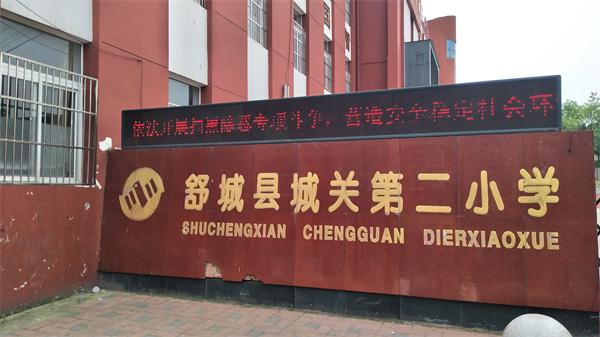 依法开展扫黑除恶专项斗争，营造安全稳定社会环
舒城县城关第二小学
SHUCHENGXIAN CHENGGUAN DIERXIAOXUE